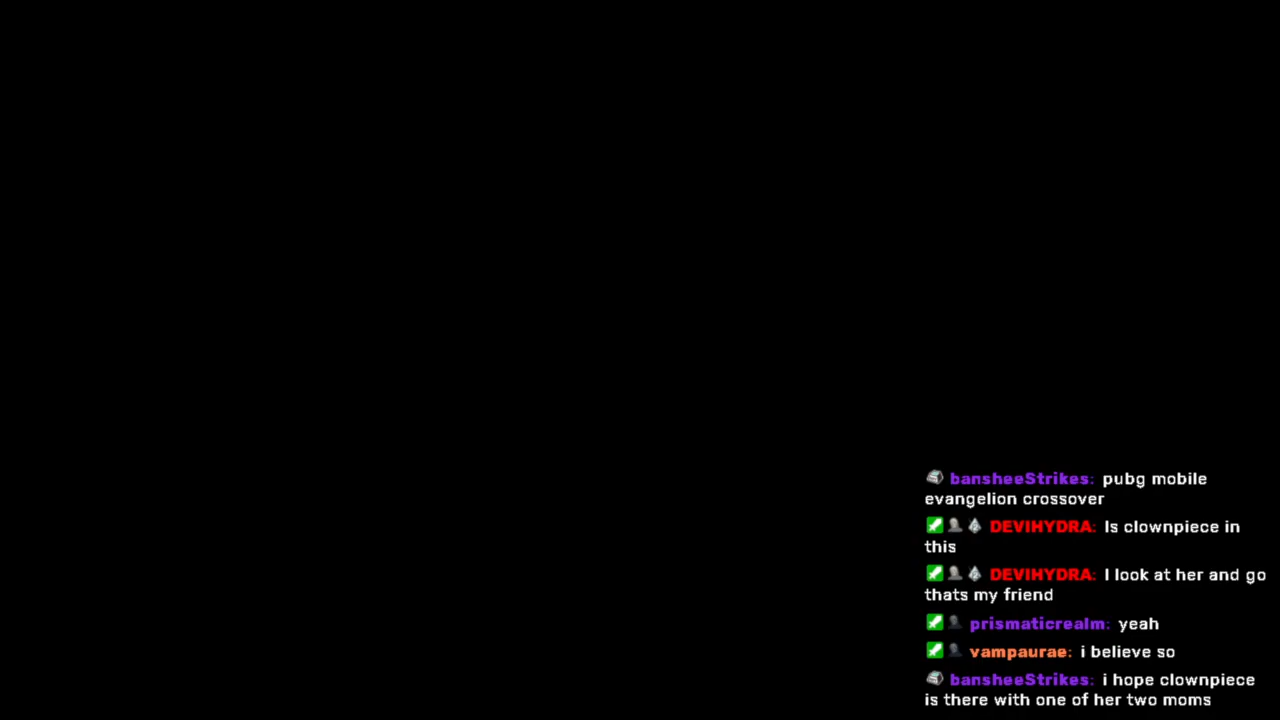 bansheeStrikes: pubg mobile
evangelion crossover
DEVIHYDRA: Is clownpiece in
this
DEVIHYDRA: I look at her and go
thats my friend
prismaticrealm: yeah
vampaurae: i believe so
bansheeStrikes: i hope clownpiece
is there with one of her two moms